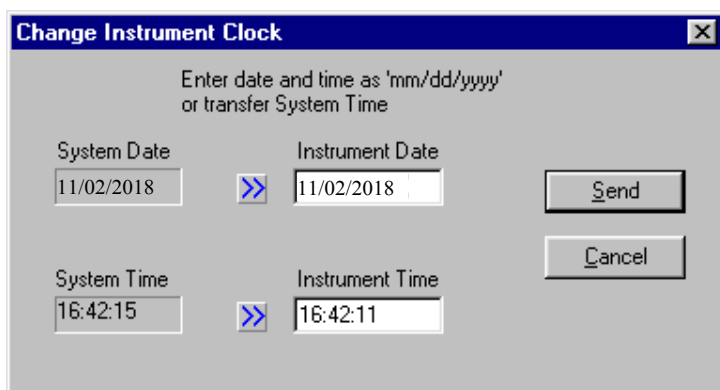 Change Instrument Clock
Enter date and time as 'mm/dd/yyyy'
or transfer System Time
System Date
Instrument Date
11/02/2018
>>
11/02/2018
Send
Cancel
System Time
Instrument Time
16:42:15
>>
16:42:11